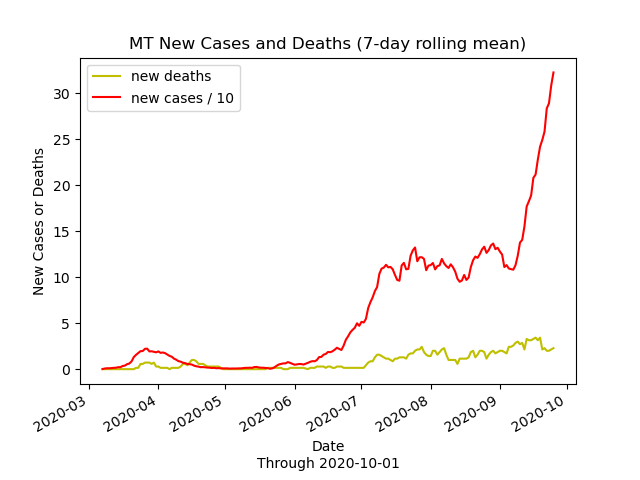 MT New Cases and Deaths (7-day rolling mean)
new deaths
new cases / 10
New Cases or Deaths
30
25
20
15
10
5
0
2020-03
2020-04
2020-05
2020-06
2020-07
2020-08
2020-09
2020-10
Date
Through 2020-10-01